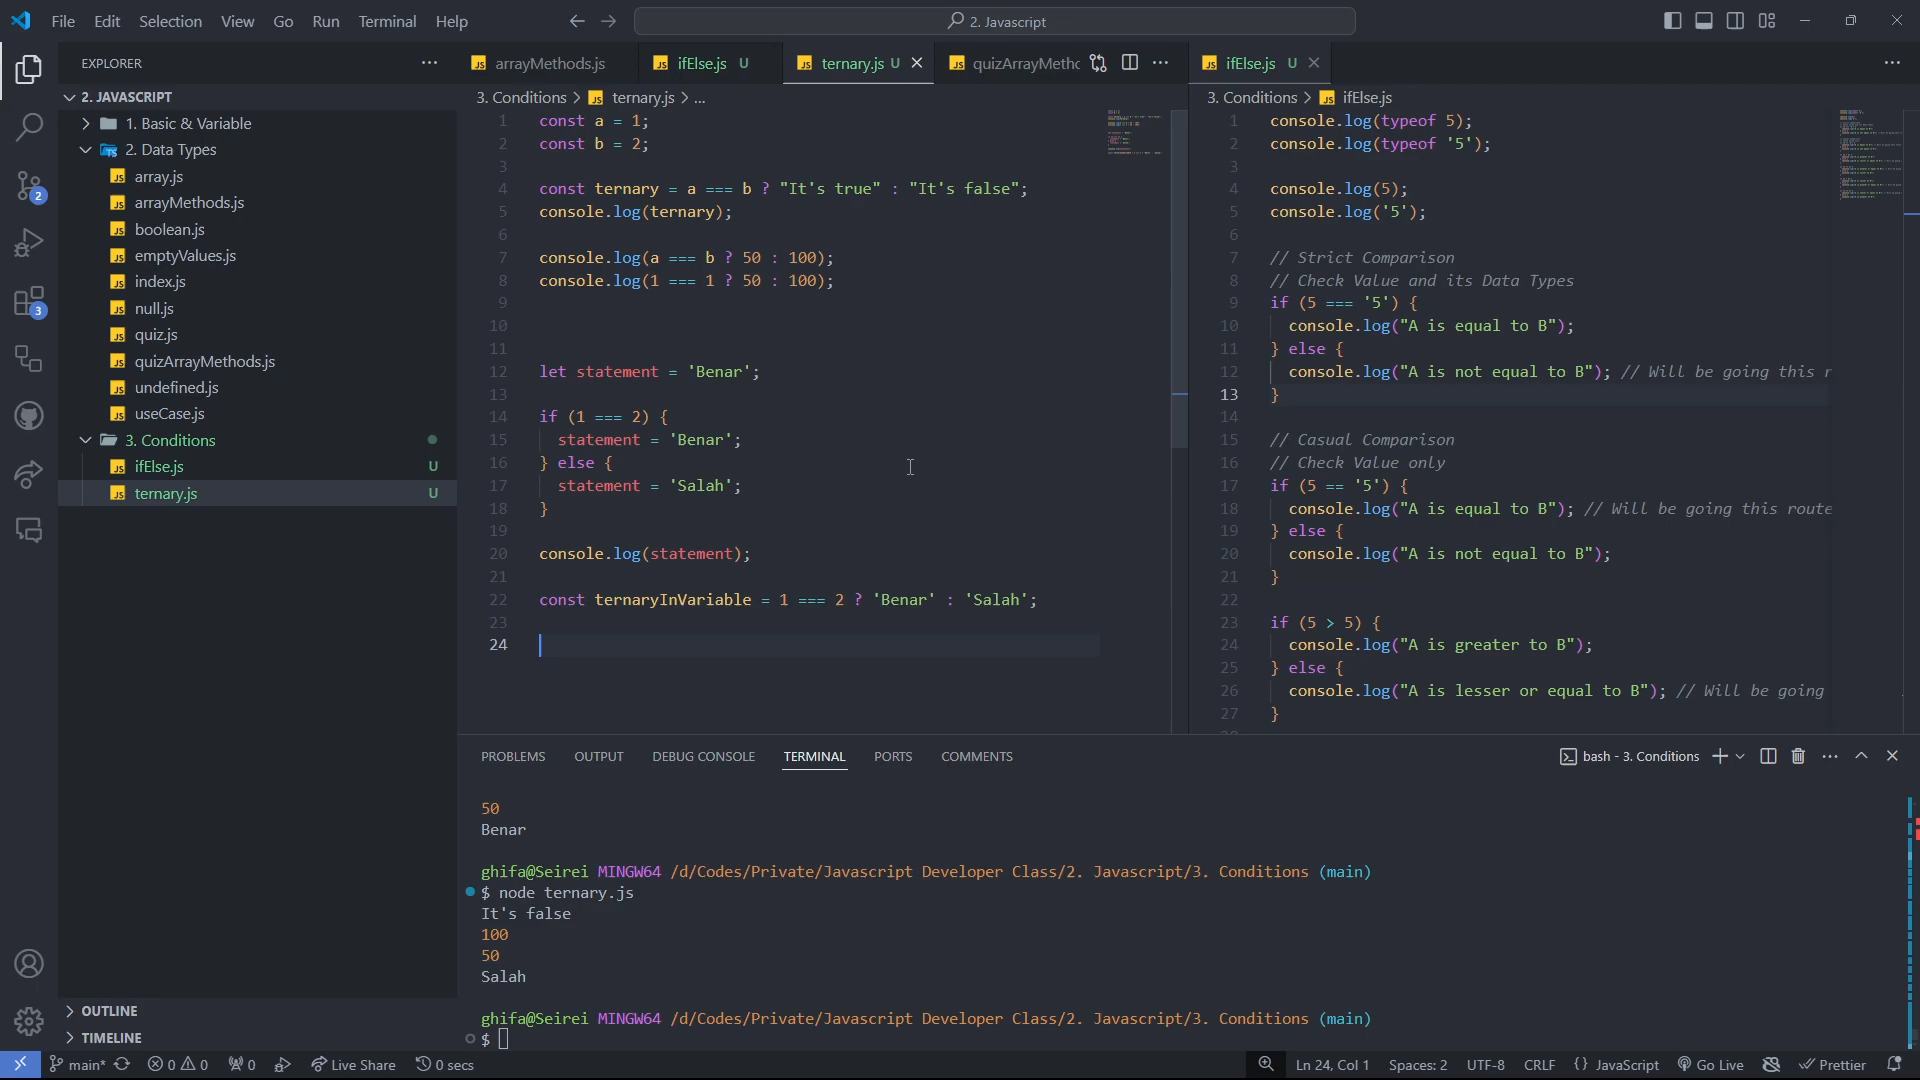 File Edit Selection View Go Run Terminal Help
2. Javascript
EXPLORER
2. JAVASCRIPT
1. Basic & Variable
2. Data Types
array.js
arrayMethods.js
boolean.js
emptyValues.js
index.js
null.js
quiz.js
quizArrayMethods.js
undefined.js
useCase.js
3. Conditions
ifElse.js U
ternary.js U
OUTLINE
TIMELINE
2
3
arrayMethods.js ifElse.js U ternary.js U quizArrayMethc
3. Conditions > ternary.js > ...
1 const a = 1;
2 const b = 2;
3
4 const ternary = a === b ? "It's true" : "It's false";
5 console.log(ternary);
6
7 console.log(a === b ? 50 : 100);
8 console.log(1 === 1 ? 50 : 100);
9
10
11
12 let statement = 'Benar';
13
14 if (1 === 2) {
15 statement = 'Benar';
16 } else {
17 statement = 'Salah';
18 }
19
20 console.log(statement);
21
22 const ternaryInVariable = 1 === 2 ? 'Benar' : 'Salah';
23
24
ifElse.js U
3. Conditions > ifElse.js
1 console.log(typeof 5);
2 console.log(typeof '5');
3
4 console.log(5);
5 console.log('5');
6
7 // Strict Comparison
8 // Check Value and its Data Types
9 if (5 === '5') {
10 console.log("A is equal to B");
11 } else {
12 console.log("A is not equal to B"); // Will be going this r
13 }
14
15 // Casual Comparison
16 // Check Value only
17 if (5 == '5') {
18 console.log("A is equal to B"); // Will be going this route
19 } else {
20 console.log("A is not equal to B");
21 }
22
23 if (5 > 5) {
24 console.log("A is greater to B");
25 } else {
26 console.log("A is lesser or equal to B"); // Will be going
27 }
PROBLEMS OUTPUT DEBUG CONSOLE TERMINAL PORTS COMMENTS
bash - 3. Conditions
50
Benar
ghifa@Seirei MINGW64 /d/Codes/Private/Javascript Developer Class/2. Javascript/3. Conditions (main)
$ node ternary.js
It's false
100
50
Salah
ghifa@Seirei MINGW64 /d/Codes/Private/Javascript Developer Class/2. Javascript/3. Conditions (main)
$
main* 0 0 0 Live Share 0 secs
Ln 24, Col 1 Spaces: 2 UTF-8 CRLF {} JavaScript Go Live Prettier